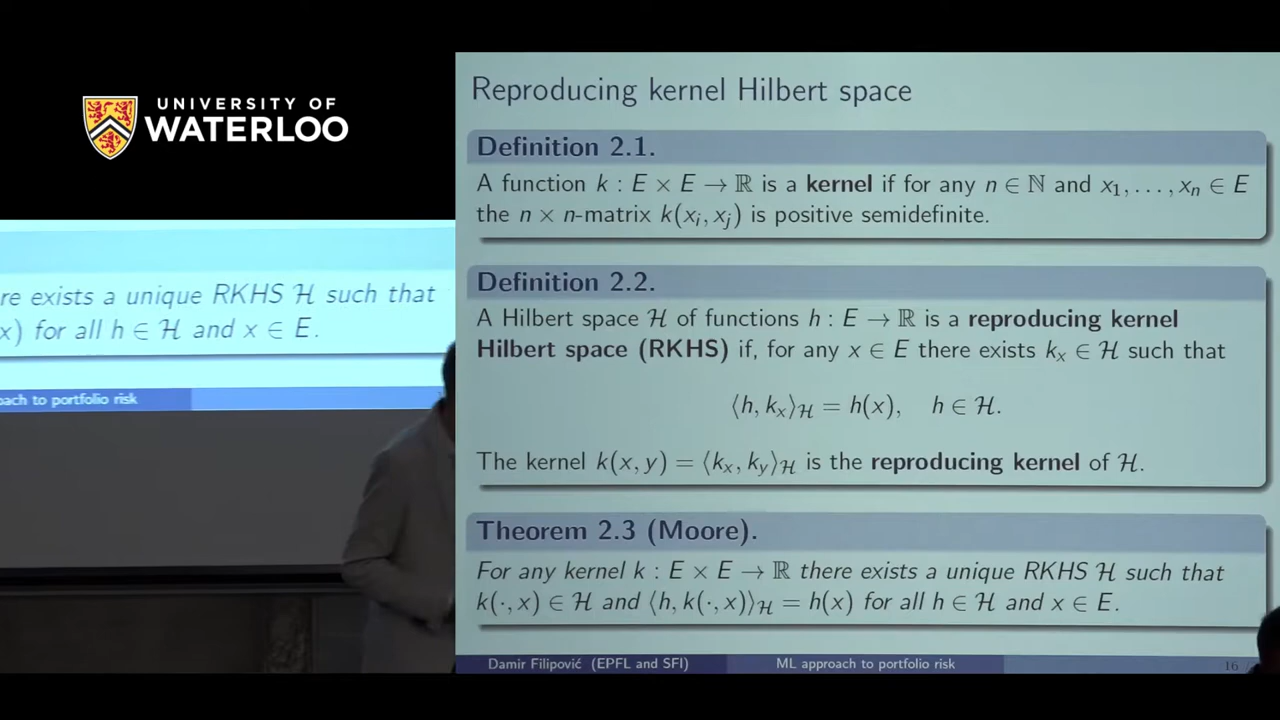 UNIVERSITY OF
WATERLOO
re exists a unique RKHS ℋ such that
x) for all h ∈ ℋ and x ∈ E.
ach to portfolio risk
Reproducing kernel Hilbert space
Definition 2.1.
A function k : E × E → ℝ is a kernel if for any n ∈ ℕ and x₁, . . . , xₙ ∈ E
the n × n-matrix k(xᵢ, xⱼ) is positive semidefinite.
Definition 2.2.
A Hilbert space ℋ of functions h : E → ℝ is a reproducing kernel
Hilbert space (RKHS) if, for any x ∈ E there exists kₓ ∈ ℋ such that
⟨h, kₓ⟩_ℋ = h(x), h ∈ ℋ.
The kernel k(x, y) = ⟨kₓ, k_y⟩_ℋ is the reproducing kernel of ℋ.
Theorem 2.3 (Moore).
For any kernel k : E × E → ℝ there exists a unique RKHS ℋ such that
k(·, x) ∈ ℋ and ⟨h, k(·, x)⟩_ℋ = h(x) for all h ∈ ℋ and x ∈ E.
Damir Filipović (EPFL and SFI)
ML approach to portfolio risk
16